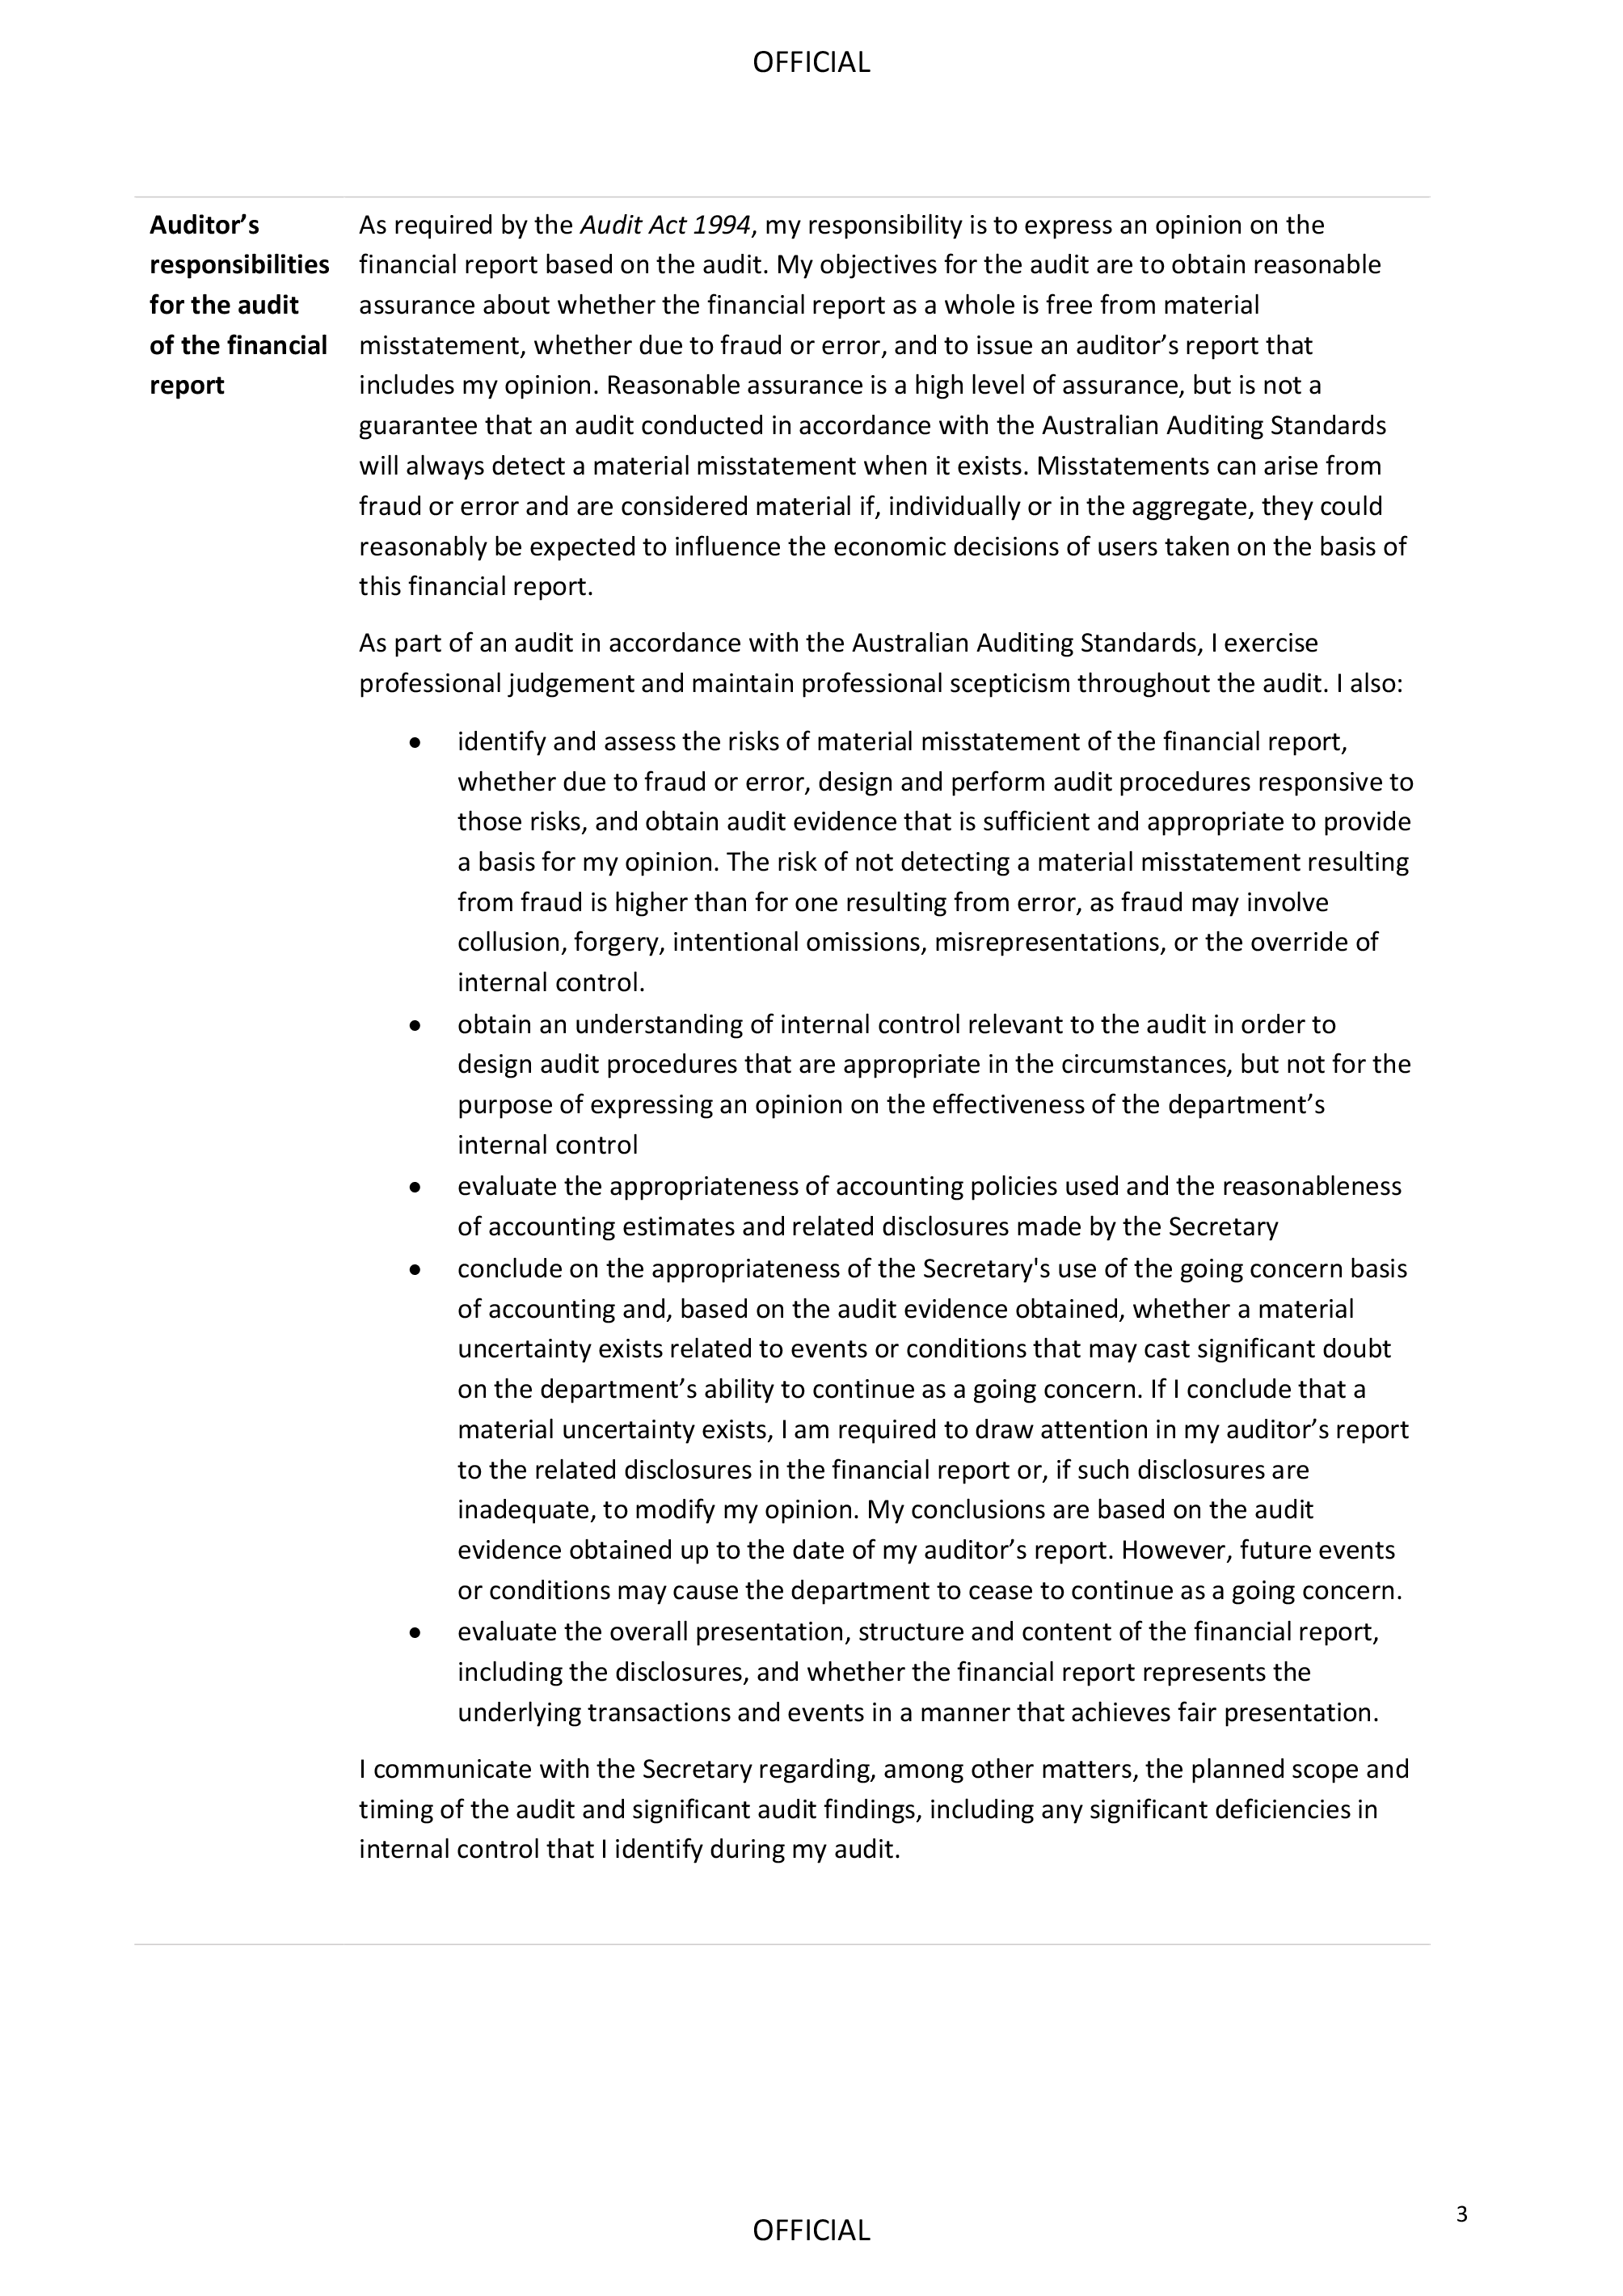 OFFICIAL
Auditor’s
responsibilities
for the audit
of the financial
report
As required by the Audit Act 1994, my responsibility is to express an opinion on the
financial report based on the audit. My objectives for the audit are to obtain reasonable
assurance about whether the financial report as a whole is free from material
misstatement, whether due to fraud or error, and to issue an auditor’s report that
includes my opinion. Reasonable assurance is a high level of assurance, but is not a
guarantee that an audit conducted in accordance with the Australian Auditing Standards
will always detect a material misstatement when it exists. Misstatements can arise from
fraud or error and are considered material if, individually or in the aggregate, they could
reasonably be expected to influence the economic decisions of users taken on the basis of
this financial report.
As part of an audit in accordance with the Australian Auditing Standards, I exercise
professional judgement and maintain professional scepticism throughout the audit. I also:
• identify and assess the risks of material misstatement of the financial report,
whether due to fraud or error, design and perform audit procedures responsive to
those risks, and obtain audit evidence that is sufficient and appropriate to provide
a basis for my opinion. The risk of not detecting a material misstatement resulting
from fraud is higher than for one resulting from error, as fraud may involve
collusion, forgery, intentional omissions, misrepresentations, or the override of
internal control.
• obtain an understanding of internal control relevant to the audit in order to
design audit procedures that are appropriate in the circumstances, but not for the
purpose of expressing an opinion on the effectiveness of the department’s
internal control
• evaluate the appropriateness of accounting policies used and the reasonableness
of accounting estimates and related disclosures made by the Secretary
• conclude on the appropriateness of the Secretary's use of the going concern basis
of accounting and, based on the audit evidence obtained, whether a material
uncertainty exists related to events or conditions that may cast significant doubt
on the department’s ability to continue as a going concern. If I conclude that a
material uncertainty exists, I am required to draw attention in my auditor’s report
to the related disclosures in the financial report or, if such disclosures are
inadequate, to modify my opinion. My conclusions are based on the audit
evidence obtained up to the date of my auditor’s report. However, future events
or conditions may cause the department to cease to continue as a going concern.
• evaluate the overall presentation, structure and content of the financial report,
including the disclosures, and whether the financial report represents the
underlying transactions and events in a manner that achieves fair presentation.
I communicate with the Secretary regarding, among other matters, the planned scope and
timing of the audit and significant audit findings, including any significant deficiencies in
internal control that I identify during my audit.
3
OFFICIAL